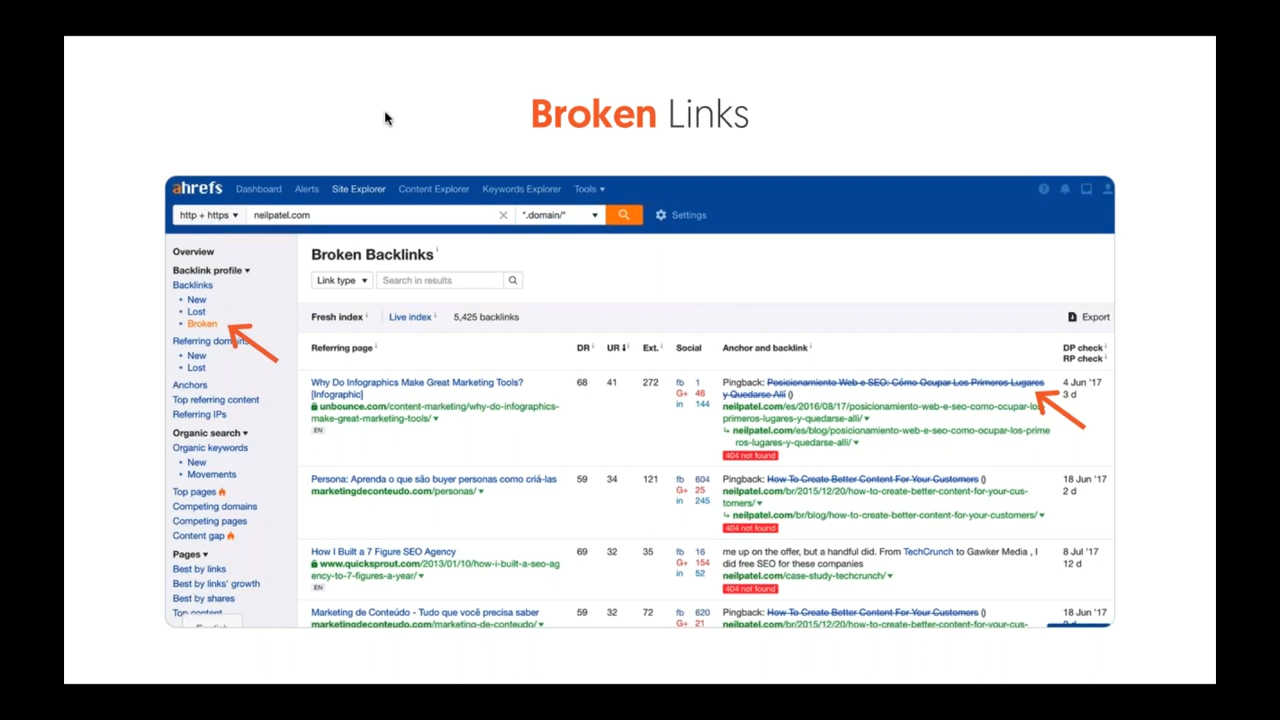 Broken Links
ahrefs Dashboard Alerts Site Explorer Content Explorer Keywords Explorer Tools
http + https neilpatel.com *.domain/* Settings
Overview
Backlink profile
Backlinks
New
Lost
Broken
Referring domains
New
Lost
Anchors
Top referring content
Referring IPs
Organic search
Organic keywords
New
Movements
Top pages
Competing domains
Competing pages
Content gap
Pages
Best by links
Best by links' growth
Best by shares
Top content
English
Broken Backlinks i
Link type Search in results
Fresh index i Live index i 5,425 backlinks Export
Referring page i DR i UR i Ext. i Social Anchor and backlink i DP check i
RP check i
Why Do Infographics Make Great Marketing Tools?
[Infographic]
unbounce.com/content-marketing/why-do-infographics-
make-great-marketing-tools/
EN
68 41 272
fb 1
G+ 46
in 144
Pingback: Posicionamiento Web e SEO: Cómo Ocupar Los Primeros Lugares
y Quedarse Allí ()
neilpatel.com/es/2016/08/17/posicionamiento-web-e-seo-como-ocupar-los-
primeros-lugares-y-quedarse-alli/
neilpatel.com/es/blog/posicionamiento-web-e-seo-como-ocupar-los-prime
ros-lugares-y-quedarse-alli/
404 not found
4 Jun '17
3 d
Persona: Aprenda o que são buyer personas como criá-las
marketingdeconteudo.com/personas/
59 34 121
fb 604
G+ 25
in 245
Pingback: How To Create Better Content For Your Customers ()
neilpatel.com/br/2015/12/20/how-to-create-better-content-for-your-cus-
tomers/
neilpatel.com/br/blog/how-to-create-better-content-for-your-customers/
404 not found
18 Jun '17
2 d
How I Built a 7 Figure SEO Agency
www.quicksprout.com/2013/01/10/how-i-built-a-seo-ag
ency-to-7-figures-a-year/
EN
69 32 35
fb 16
G+ 154
in 52
me up on the offer, but a handful did. From TechCrunch to Gawker Media , I
did free SEO for these companies
neilpatel.com/case-study-techcrunch/
404 not found
8 Jul '17
12 d
Marketing de Conteúdo - Tudo que você precisa saber
marketingdeconteudo.com/marketing-de-conteudo/
59 32 72
fb 620
G+ 21
Pingback: How To Create Better Content For Your Customers ()
neilpatel.com/br/2015/12/20/how-to-create-better-content-for-your-cus-
18 Jun '17